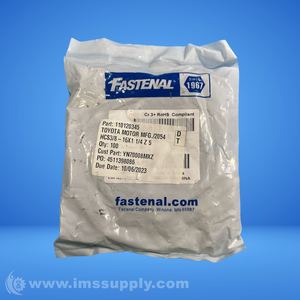 FASTENAL
SINCE
1967
Cr 3+ RoHS Compliant
Part: 110120345
TOYOTA MOTOR MFG./2054
HCS3/8 - 16X1 1/4 Z 5
Qty: 100
Cust Part: YN70008MXZ
PO: 4511398085
Due Date: 10/06/2023
D
T
fastenal.com
Fastenal Company, Winona, MN 55987
www.imssupply.com